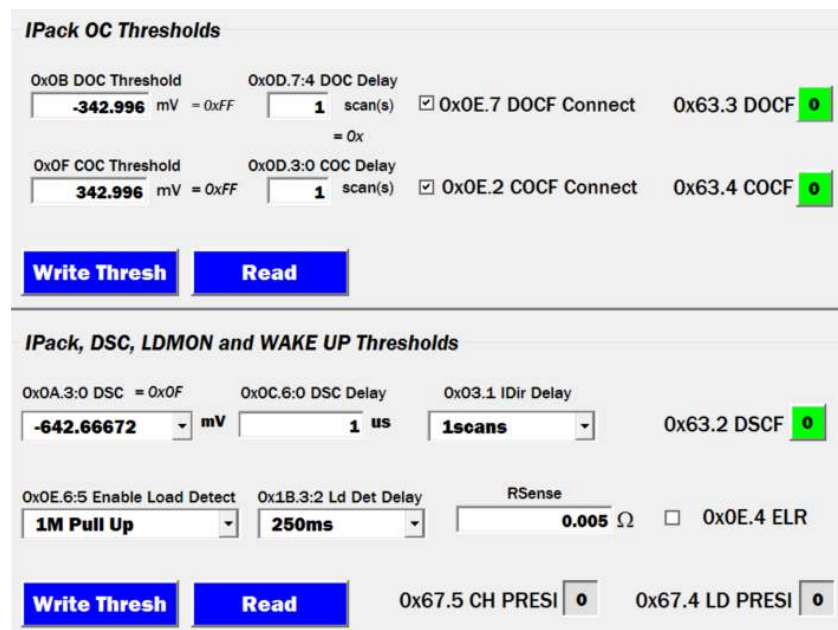 IPack OC Thresholds
0x0B DOC Threshold 0x0D.7:4 DOC Delay
-342.996 mV = 0xFF 1 scan(s) 0x0E.7 DOCF Connect 0x63.3 DOCF 0
= 0x
0x0F COC Threshold 0x0D.3:0 COC Delay
342.996 mV = 0xFF 1 scan(s) 0x0E.2 COCF Connect 0x63.4 COCF 0
Write Thresh Read
IPack, DSC, LDMON and WAKE UP Thresholds
0x0A.3:0 DSC = 0x0F 0x0C.6:0 DSC Delay 0x03.1 IDir Delay
-642.66672 mV 1 us 1scans 0x63.2 DSCF 0
0x0E.6:5 Enable Load Detect 0x1B.3:2 Ld Det Delay RSense
1M Pull Up 250ms 0.005 Ω 0x0E.4 ELR
Write Thresh Read 0x67.5 CH PRESI 0 0x67.4 LD PRESI 0